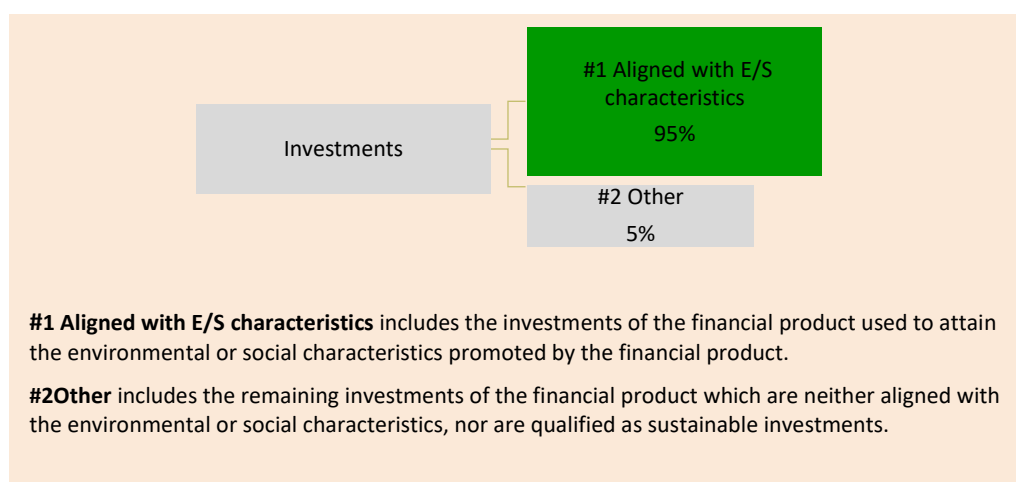 #1 Aligned with E/S
characteristics
95%
Investments
#2 Other
5%
#1 Aligned with E/S characteristics includes the investments of the financial product used to attain
the environmental or social characteristics promoted by the financial product.
#2Other includes the remaining investments of the financial product which are neither aligned with
the environmental or social characteristics, nor are qualified as sustainable investments.